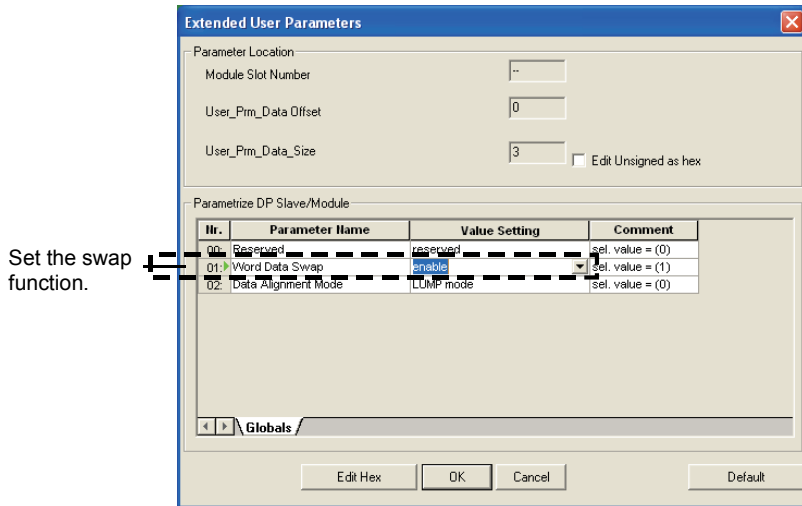 Extended User Parameters
Parameter Location
Module Slot Number --
User_Prm_Data Offset 0
User_Prm_Data_Size 3 Edit Unsigned as hex
Parametrize DP Slave/Module
Nr. Parameter Name Value Setting Comment
00: Reserved reserved sel. value = (0)
Set the swap
function.
01: Word Data Swap enable sel. value = (1)
02: Data Alignment Mode LUMP mode sel. value = (0)
Globals
Edit Hex OK Cancel Default